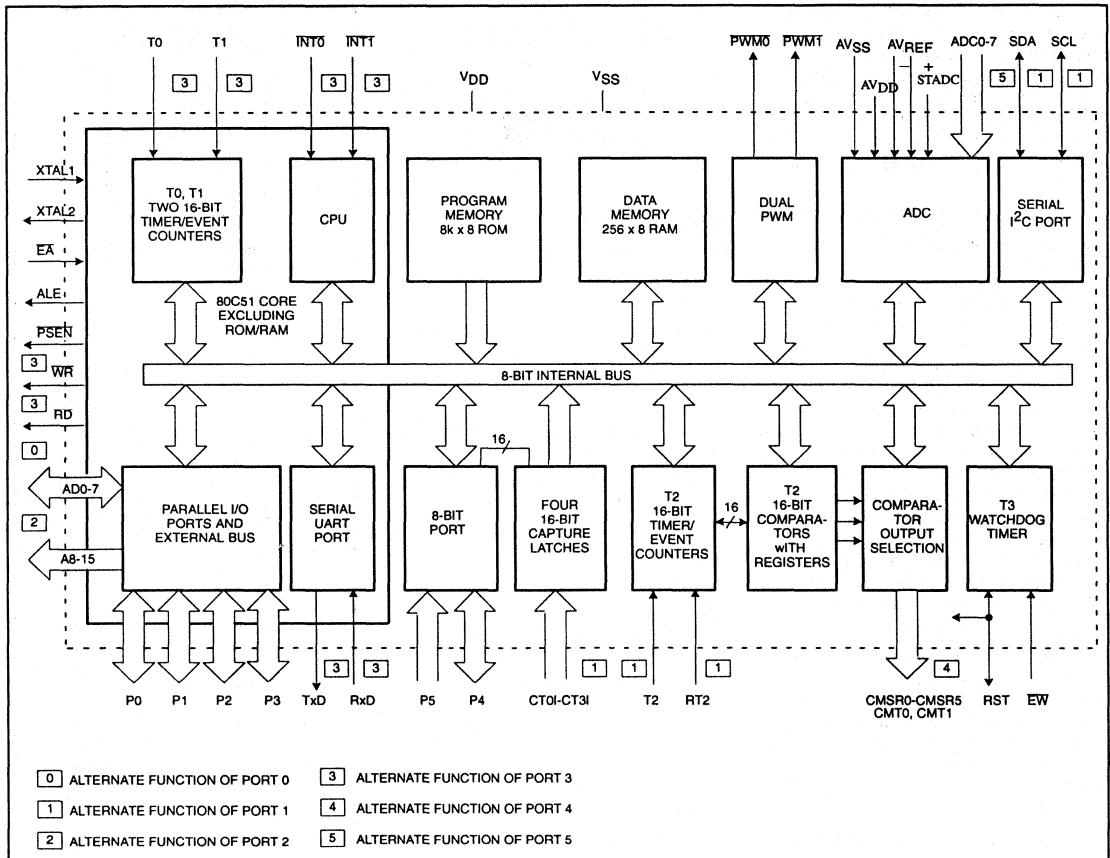 T0 T1 INT0 INT1 PWM0 PWM1 AVSS AVREF ADC0-7 SDA SCL
3 3 3 3 VDD VSS − + 5 1 1
AVDD STADC
XTAL1
XTAL2
EA
ALE
PSEN
3 WR
3 RD
0
AD0-7
2
A8-15
T0, T1
TWO 16-BIT
TIMER/EVENT
COUNTERS
CPU
PROGRAM
MEMORY
8k x 8 ROM
DATA
MEMORY
256 x 8 RAM
DUAL
PWM
ADC
SERIAL
I2C PORT
80C51 CORE
EXCLUDING
ROM/RAM
8-BIT INTERNAL BUS
PARALLEL I/O
PORTS AND
EXTERNAL BUS
SERIAL
UART
PORT
8-BIT
PORT
16
FOUR
16-BIT
CAPTURE
LATCHES
T2
16-BIT
TIMER/
EVENT
COUNTERS
16
T2
16-BIT
COMPARA-
TORS
wITH
REGISTERS
COMPARA-
TOR
OUTPUT
SELECTION
T3
WATCHDOG
TIMER
3 3 1 1 1 4
P0 P1 P2 P3 TxD RxD P5 P4 CT0I-CT3I T2 RT2 CMSR0-CMSR5 RST EW
CMT0, CMT1
0 ALTERNATE FUNCTION OF PORT 0
1 ALTERNATE FUNCTION OF PORT 1
2 ALTERNATE FUNCTION OF PORT 2
3 ALTERNATE FUNCTION OF PORT 3
4 ALTERNATE FUNCTION OF PORT 4
5 ALTERNATE FUNCTION OF PORT 5